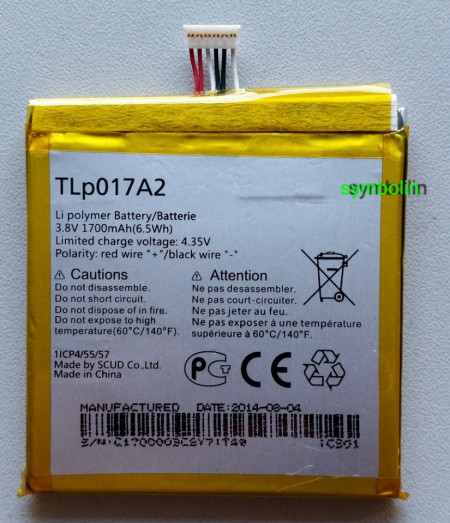 TLp017A2
Li polymer Battery/Batterie
3.8V 1700mAh(6.5Wh)
Limited charge voltage: 4.35V
Polarity: red wire "+"/black wire "-"
Cautions
Do not disassemble.
Do not short circuit.
Do not dispose of in fire.
Do not expose to high
temperature(60°C/140°F).
Attention
Ne pas desassembler.
Ne pas court-circuiter.
Ne pas jeter au feu.
Ne pas exposer à une température
supérieure à 60°C/140°F.
1ICP4/55/57
Made by SCUD Co.,Ltd.
Made in China
PG CE
MANUFACTURED DATE:2014-08-04
S/N: